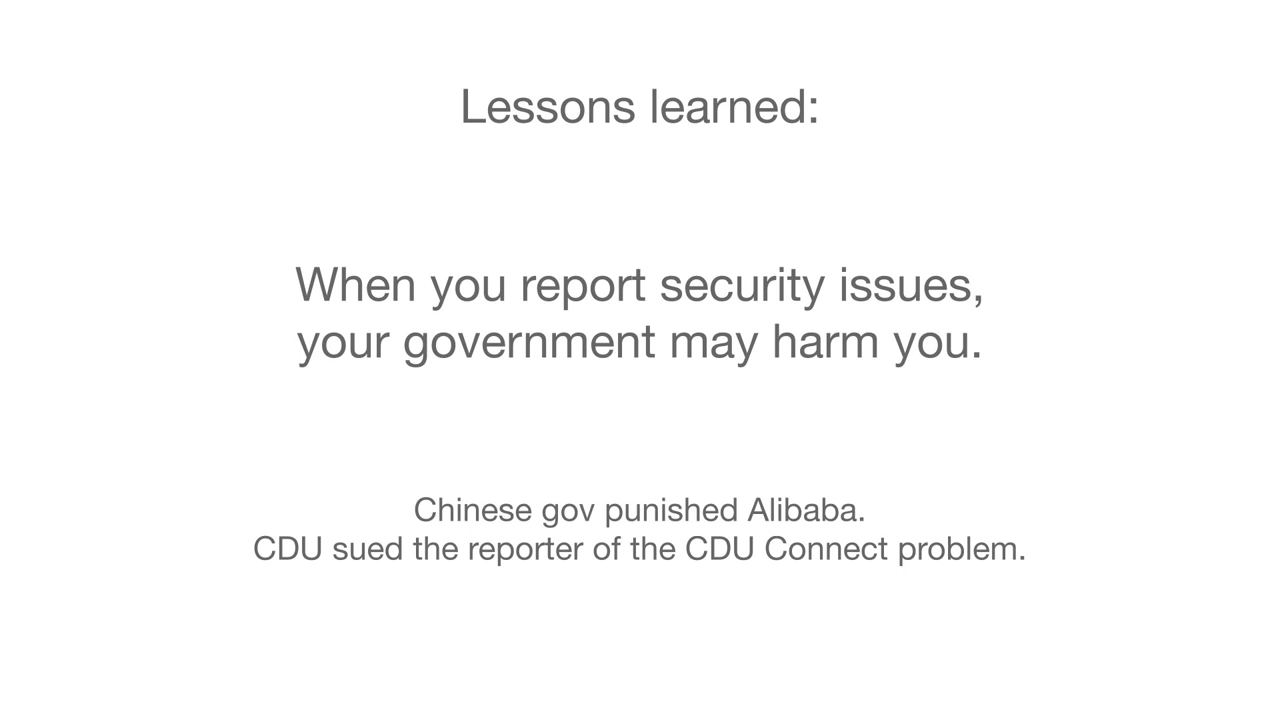 Lessons learned:
When you report security issues,
your government may harm you.
Chinese gov punished Alibaba.
CDU sued the reporter of the CDU Connect problem.